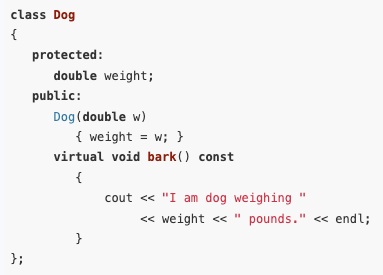 class Dog
{
protected:
double weight;
public:
Dog(double w)
{ weight = w; }
virtual void bark() const
{
cout << "I am dog weighing "
<< weight << " pounds." << endl;
}
};